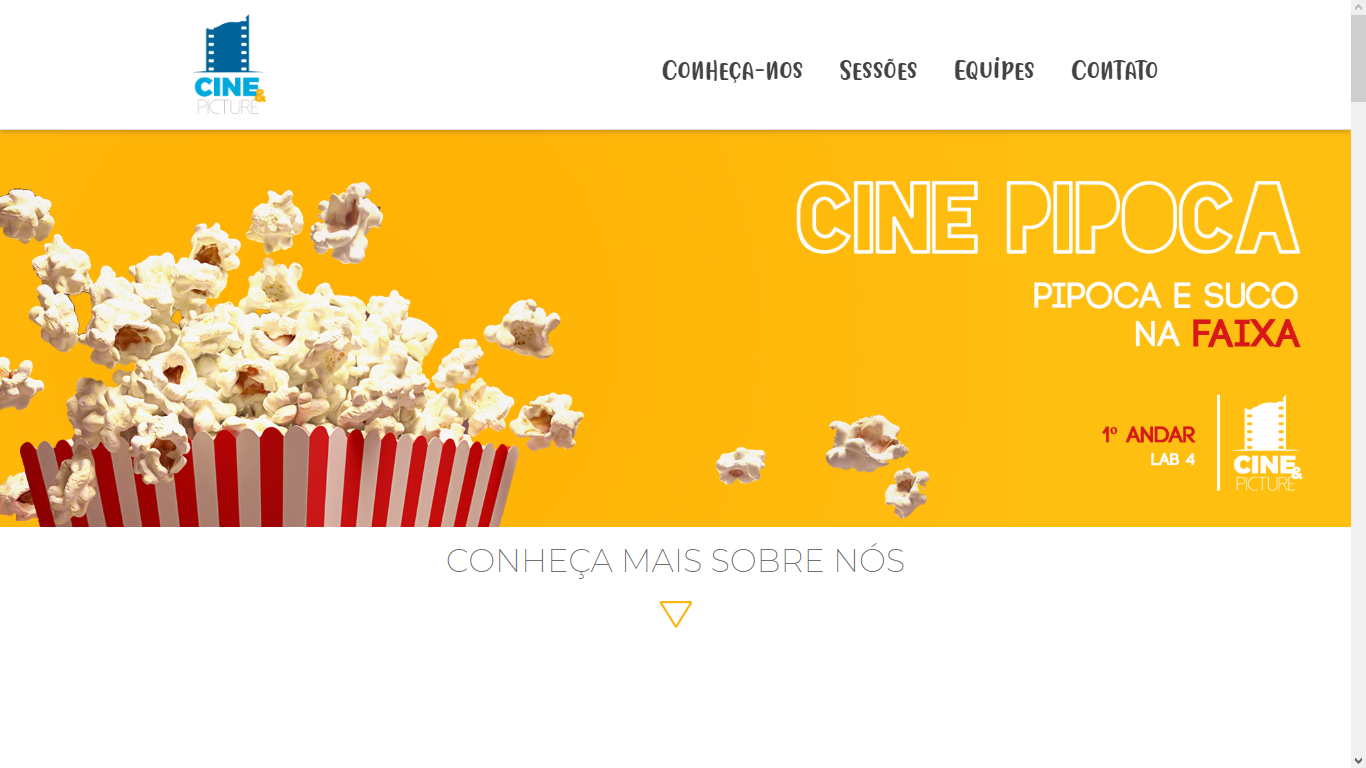 CINE &
PICTURE
Conheça-nos Sessões Equipes Contato
CINE PIPOCA
PIPOCA E SUCO
NA FAIXA
1º ANDAR
LAB 4
CINE &
PICTURE
CONHEÇA MAIS SOBRE NÓS